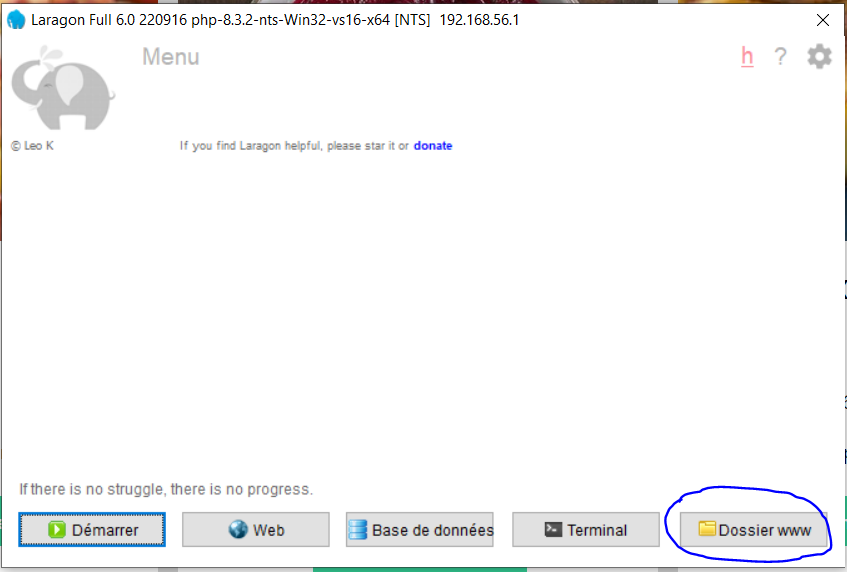 Laragon Full 6.0 220916 php-8.3.2-nts-Win32-vs16-x64 [NTS] 192.168.56.1
Menu h ?
© Leo K If you find Laragon helpful, please star it or donate
If there is no struggle, there is no progress.
Démarrer Web Base de données Terminal Dossier www